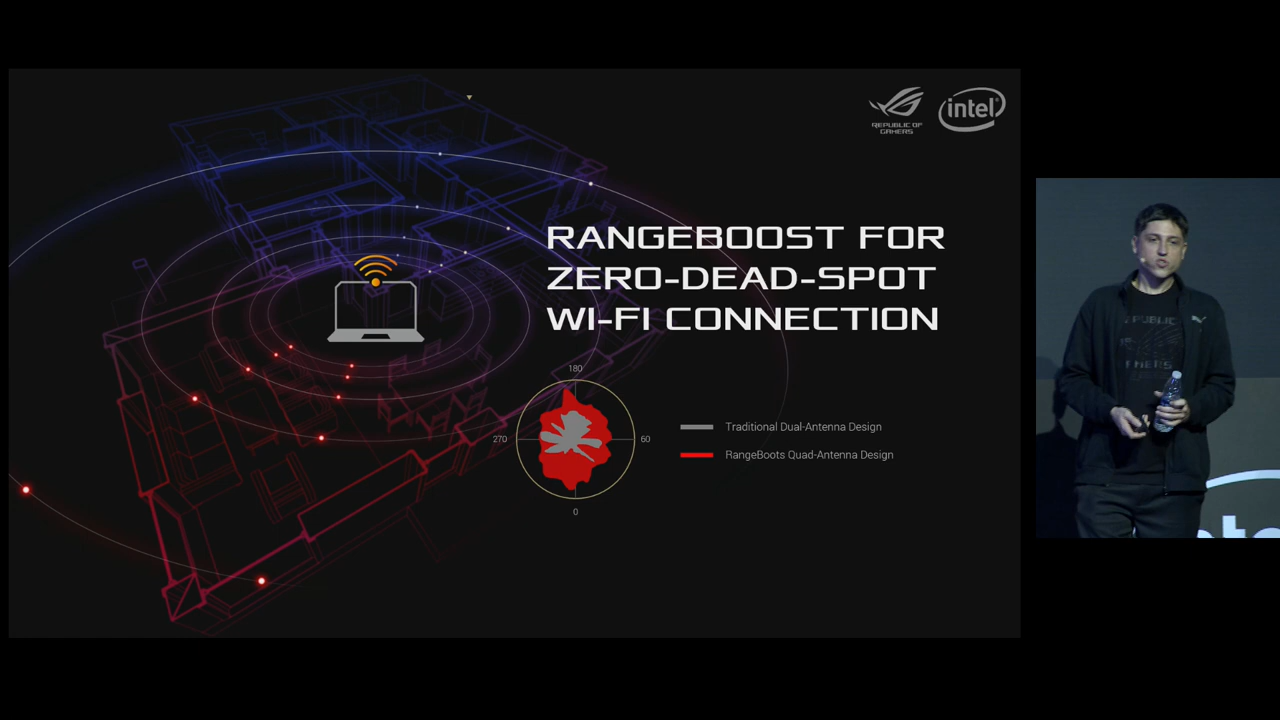 REPUBLIC OF
GAMERS
intel
RANGEBOOST FOR
ZERO-DEAD-SPOT
WI-FI CONNECTION
180
270
60
0
Traditional Dual-Antenna Design
RangeBoots Quad-Antenna Design